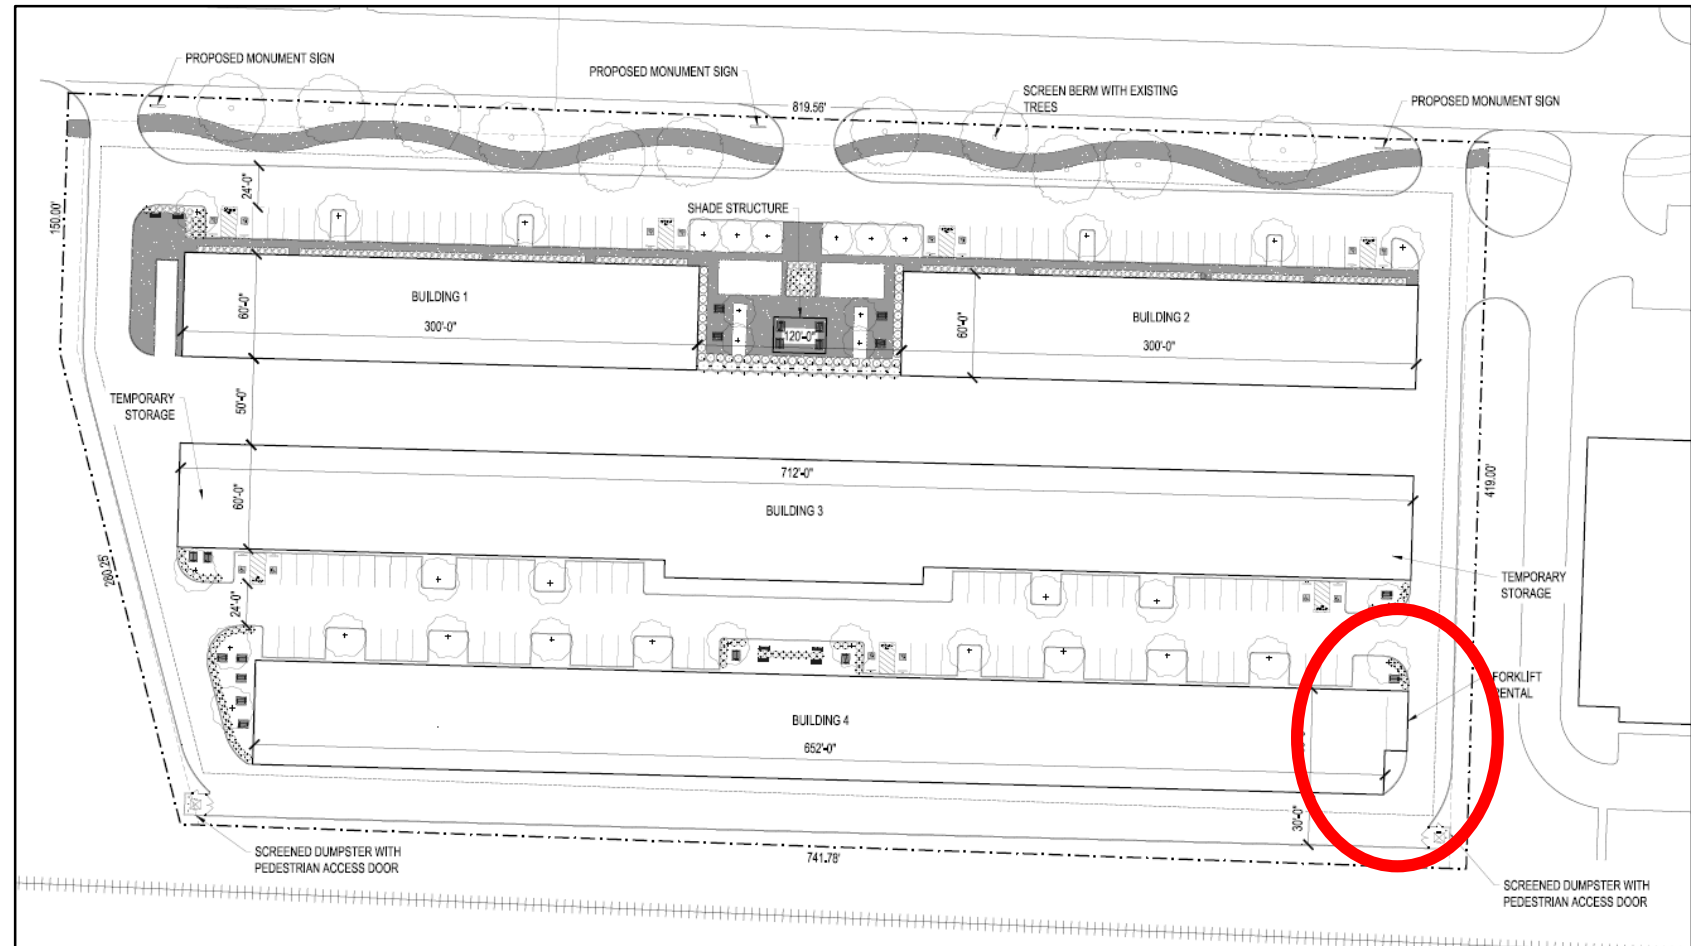 PROPOSED MONUMENT SIGN
PROPOSED MONUMENT SIGN
SCREEN BERM WITH EXISTING
TREES
PROPOSED MONUMENT SIGN
819.56'
150.00'
24'-0"
SHADE STRUCTURE
BUILDING 1
60'-0"
300'-0"
120'-0"
60'-0"
BUILDING 2
300'-0"
TEMPORARY
STORAGE
50'-0"
712'-0"
60'-0"
BUILDING 3
419.00'
280.25'
TEMPORARY
STORAGE
24'-0"
FORKLIFT
RENTAL
BUILDING 4
652'-0"
30'-0"
SCREENED DUMPSTER WITH
PEDESTRIAN ACCESS DOOR
741.78'
SCREENED DUMPSTER WITH
PEDESTRIAN ACCESS DOOR